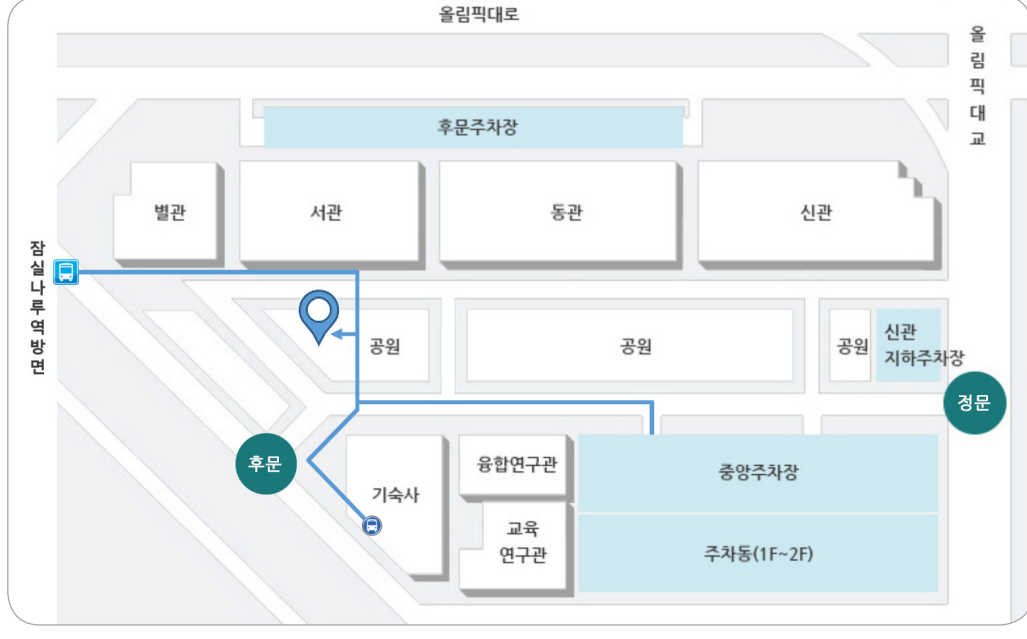 올림픽대로
올림픽대교
후문주차장
별관
서관
동관
신관
잠실나루역방면
공원
공원
공원
신관
지하주차장
정문
후문
기숙사
융합연구관
교육
연구관
중앙주차장
주차동(1F~2F)